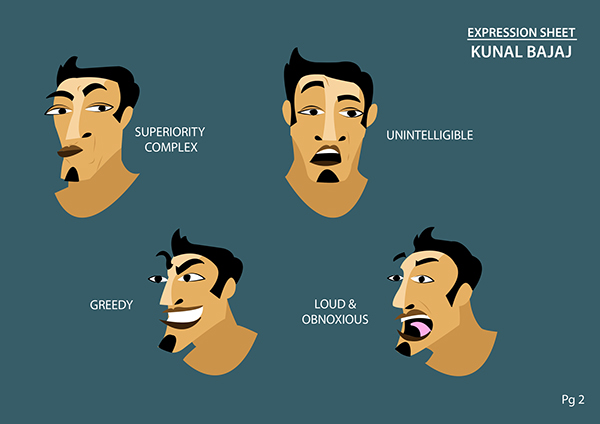 EXPRESSION SHEET
KUNAL BAJAJ
SUPERIORITY
COMPLEX
UNINTELLIGIBLE
GREEDY
LOUD &
OBNOXIOUS
Pg 2